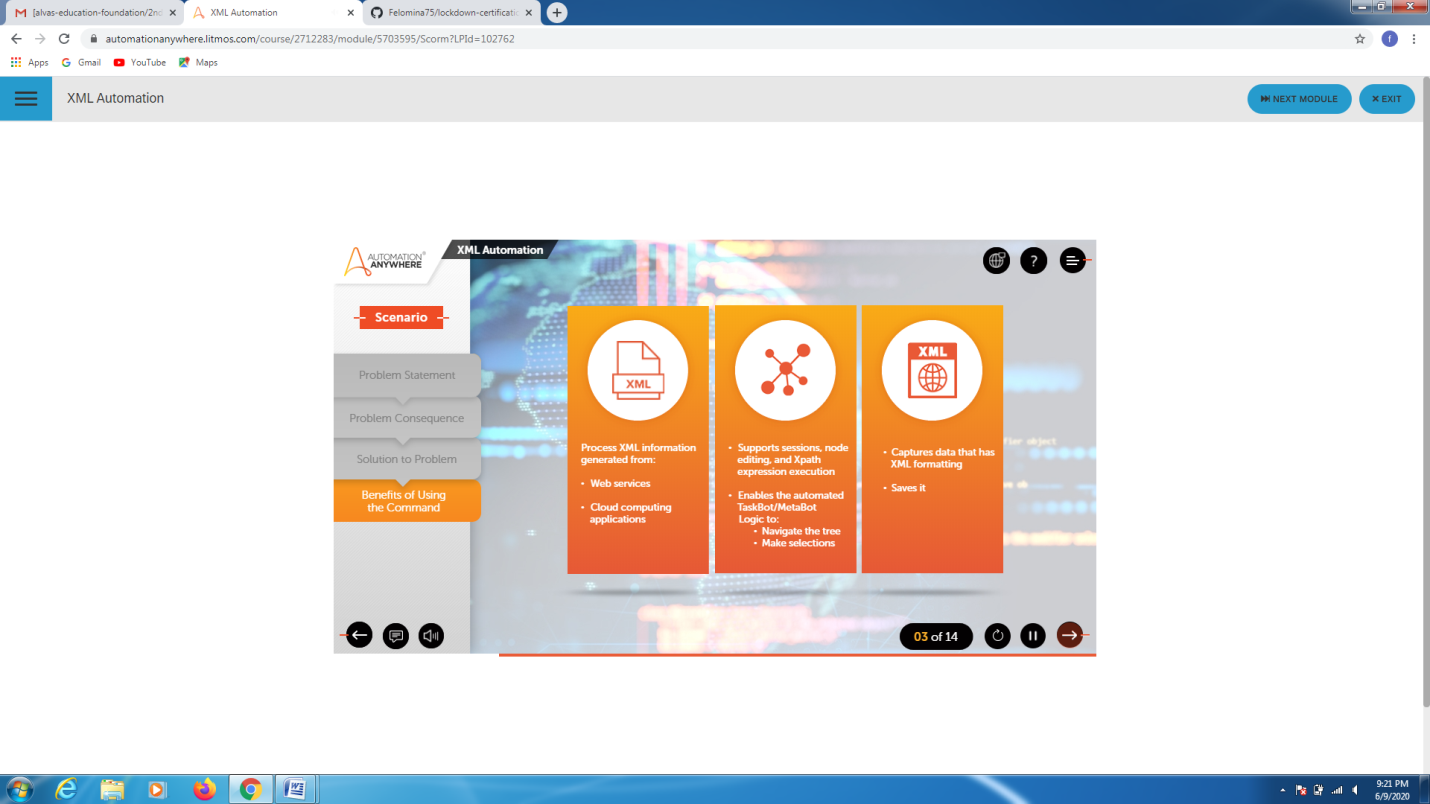 [alvas-education-foundation/2nd
XML Automation
Felomina75/lockdown-certificatio
automationanywhere.litmos.com/course/2712283/module/5703595/Scorm?LPId=102762
f
Apps
Gmail
YouTube
Maps
XML Automation
NEXT MODULE
EXIT
AUTOMATION
ANYWHERE
XML Automation
?
Scenario
Problem Statement
Problem Consequence
Solution to Problem
Benefits of Using
the Command
XML
Process XML information
generated from:
• Web services
• Cloud computing
applications
• Supports sessions, node
editing, and Xpath
expression execution
• Enables the automated
TaskBot/MetaBot
Logic to:
• Navigate the tree
• Make selections
XML
• Captures data that has
XML formatting
• Saves it
03 of 14
9:21 PM
6/9/2020